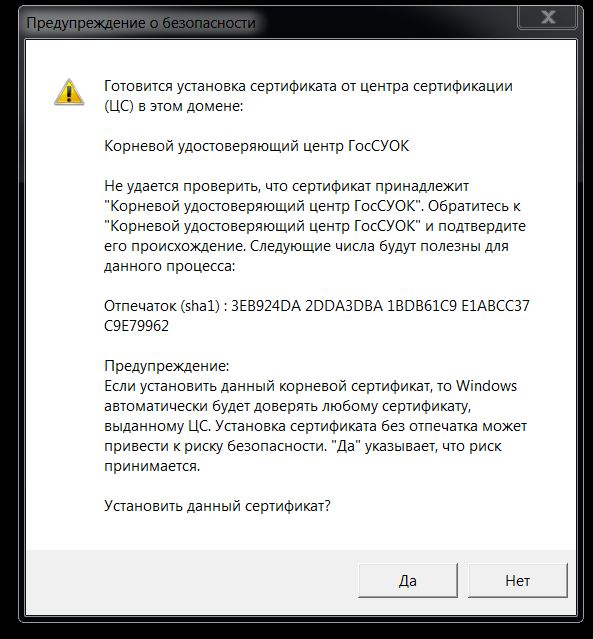 Предупреждение о безопасности
Готовится установка сертификата от центра сертификации
(ЦС) в этом домене:
Корневой удостоверяющий центр ГосСУОК
Не удается проверить, что сертификат принадлежит
"Корневой удостоверяющий центр ГосСУОК". Обратитесь к
"Корневой удостоверяющий центр ГосСУОК" и подтвердите
его происхождение. Следующие числа будут полезны для
данного процесса:
Отпечаток (sha1) : 3EB924DA 2DDA3DBA 1BDB61C9 E1ABCC37
C9E79962
Предупреждение:
Если установить данный корневой сертификат, то Windows
автоматически будет доверять любому сертификату,
выданному ЦС. Установка сертификата без отпечатка может
привести к риску безопасности. "Да" указывает, что риск
принимается.
Установить данный сертификат?
Да
Нет